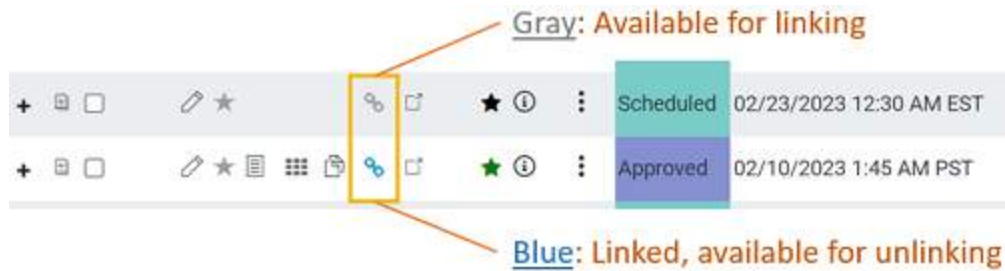 Gray: Available for linking
Scheduled 02/23/2023 12:30 AM EST
Approved 02/10/2023 1:45 AM PST
Blue: Linked, available for unlinking